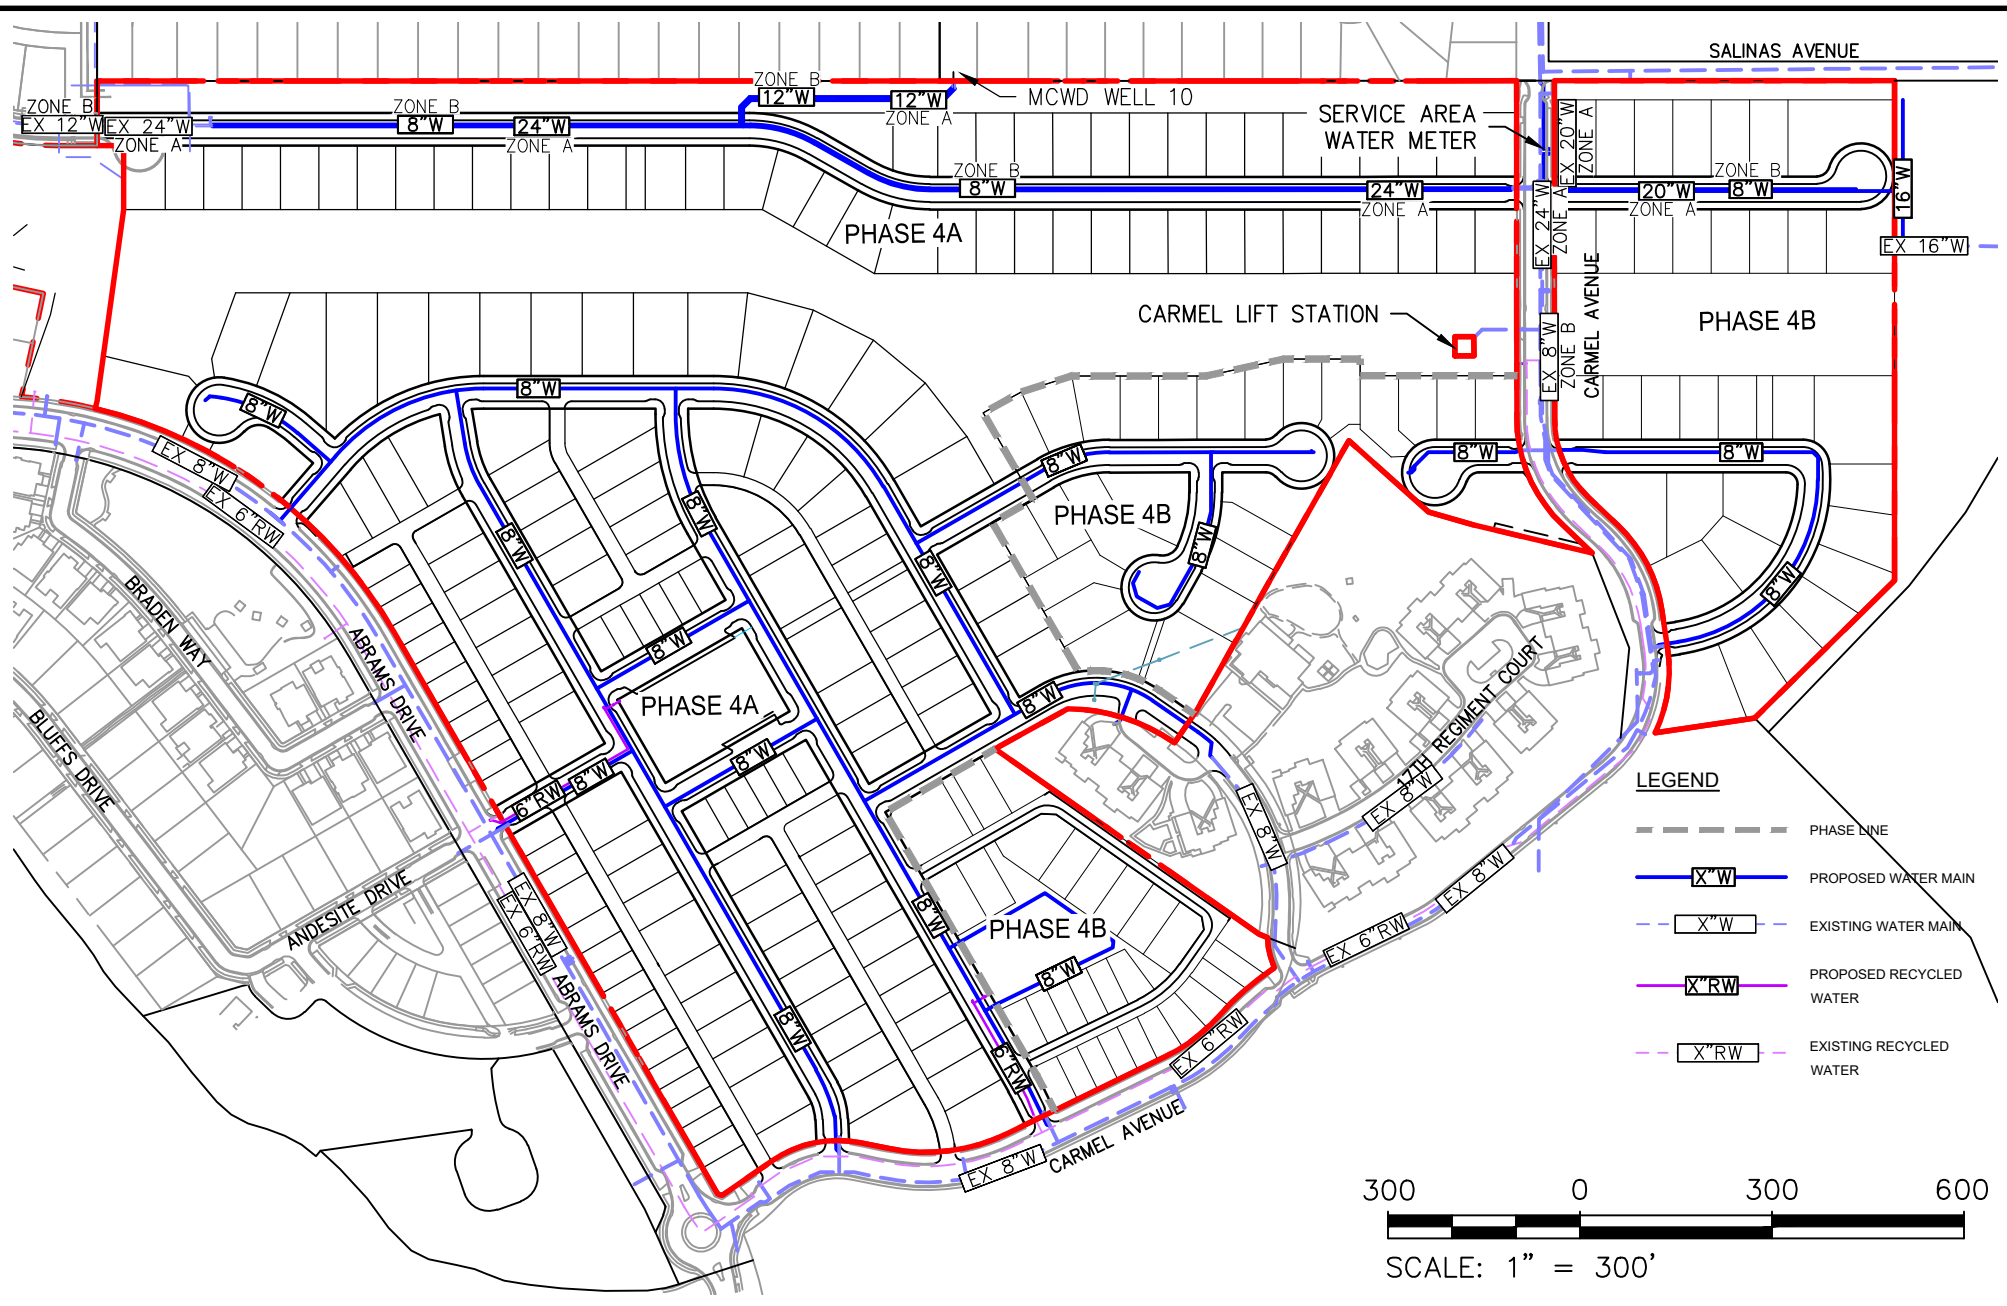 SALINAS AVENUE
ZONE B
12"W
12"W
ZONE A
MCWD WELL 10
ZONE B
EX 12"W
EX 24"W
ZONE A
ZONE B
8"W
24"W
ZONE A
SERVICE AREA
WATER METER
EX 20"W
ZONE A
ZONE B
8"W
24"W
ZONE A
EX 24"W
ZONE A
20"W
ZONE A
ZONE B
8"W
16"W
EX 16"W
PHASE 4A
CARMEL LIFT STATION
EX 8"W
ZONE B
CARMEL AVENUE
PHASE 4B
8"W
8"W
EX 8"W
EX 6"RW
8"W
8"W
8"W
8"W
8"W
8"W
PHASE 4B
8"W
8"W
8"W
BRADEN WAY
ABRAMS DRIVE
BLUFFS DRIVE
8"W
PHASE 4A
8"W
8"W
8"W
6"RW
17TH REGIMENT COURT
EX 8"W
EX 8"W
EX 8"W
ANDESITE DRIVE
EX 8"W
EX 6"RW
ABRAMS DRIVE
8"W
8"W
PHASE 4B
8"W
6"RW
EX 6"RW
EX 6"RW
EX 8"W
CARMEL AVENUE
LEGEND
PHASE LINE
X"W
PROPOSED WATER MAIN
X"W
EXISTING WATER MAIN
X"RW
PROPOSED RECYCLED
WATER
X"RW
EXISTING RECYCLED
WATER
300 0 300 600
SCALE: 1" = 300'